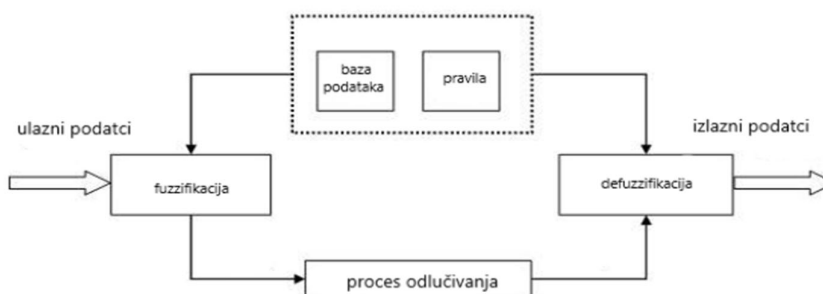 baza
podataka
pravila
ulazni podatci
izlazni podatci
fuzzifikacija
defuzzifikacija
proces odlučivanja